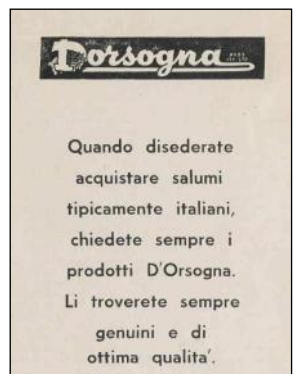 Dorsogna
Quando disederate
acquistare salumi
tipicamente italiani,
chiedete sempre i
prodotti D'Orsogna.
Li troverete sempre
genuini e di
ottima qualita'.